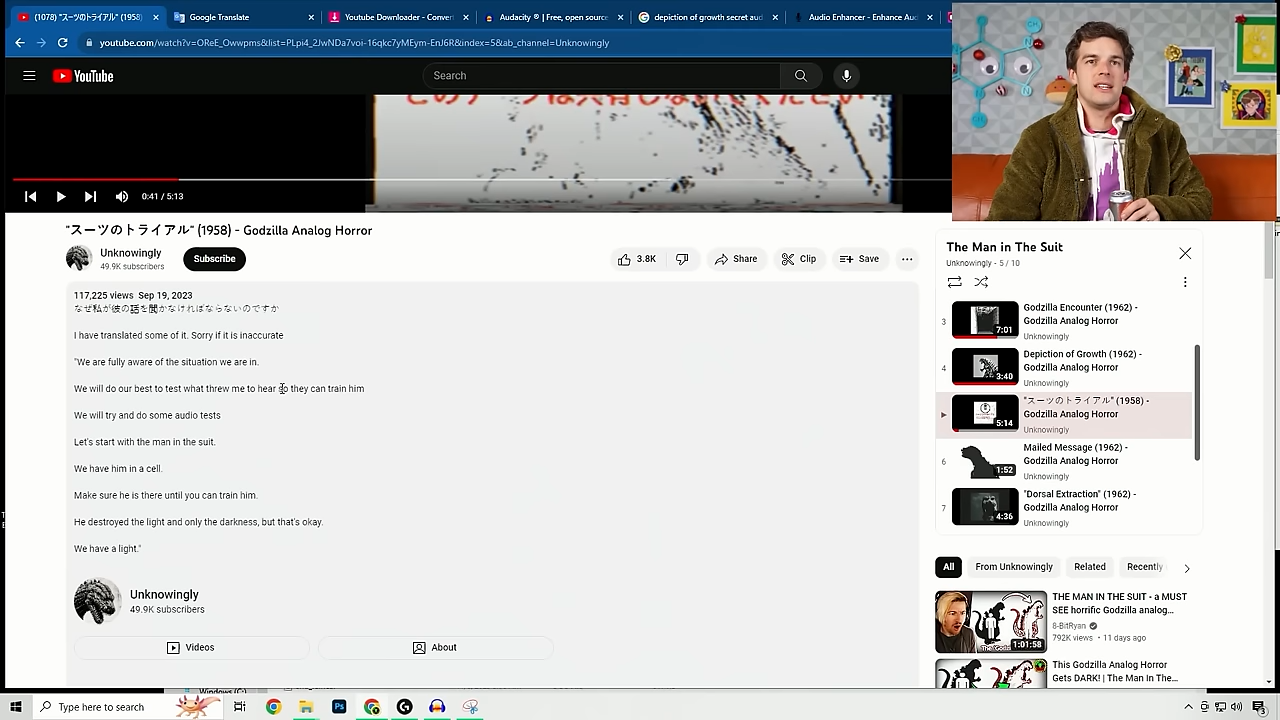 (1078) "スーツのトライアル" (1958)
Google Translate
Youtube Downloader - Convert
Audacity ® | Free, open source
depiction of growth secret aud
Audio Enhancer - Enhance Aud
youtube.com/watch?v=OReE_Owwpms&list=PLpi4_2JwNDa7voi-16qkc7yMEym-EnJ6R&index=5&ab_channel=Unknowingly
YouTube
Search
0:41 / 5:13
"スーツのトライアル" (1958) - Godzilla Analog Horror
Unknowingly
49.9K subscribers
Subscribe
3.8K
Share
Clip
Save
117,225 views Sep 19, 2023
なぜ私が彼の話を聞かなければならないのですか
I have translated some of it. Sorry if it is inaccurate
"We are fully aware of the situation we are in.
We will do our best to test what threw me to hear so they can train him
We will try and do some audio tests
Let's start with the man in the suit.
We have him in a cell.
Make sure he is there until you can train him.
He destroyed the light and only the darkness, but that's okay.
We have a light."
Unknowingly
49.9K subscribers
Videos
About
The Man in The Suit
Unknowingly - 5 / 10
3
7:01
Godzilla Encounter (1962) -
Godzilla Analog Horror
Unknowingly
4
3:40
Depiction of Growth (1962) -
Godzilla Analog Horror
Unknowingly
5:14
"スーツのトライアル" (1958) -
Godzilla Analog Horror
Unknowingly
6
1:52
Mailed Message (1962) -
Godzilla Analog Horror
Unknowingly
7
4:36
"Dorsal Extraction" (1962) -
Godzilla Analog Horror
Unknowingly
All
From Unknowingly
Related
Recently
1:01:58
THE MAN IN THE SUIT - a MUST
SEE horrific Godzilla analog...
8-BitRyan
792K views • 11 days ago
This Godzilla Analog Horror
Gets DARK! | The Man In The...
Windows (C:)
Type here to search